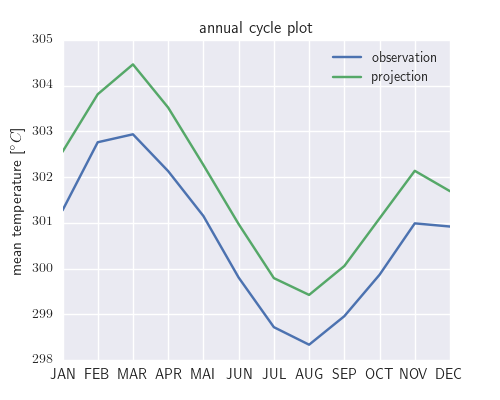 annual cycle plot
305
304
303
302
301
300
299
298
mean temperature [°C]
observation
projection
JAN FEB MAR APR MAI JUN JUL AUG SEP OCT NOV DEC